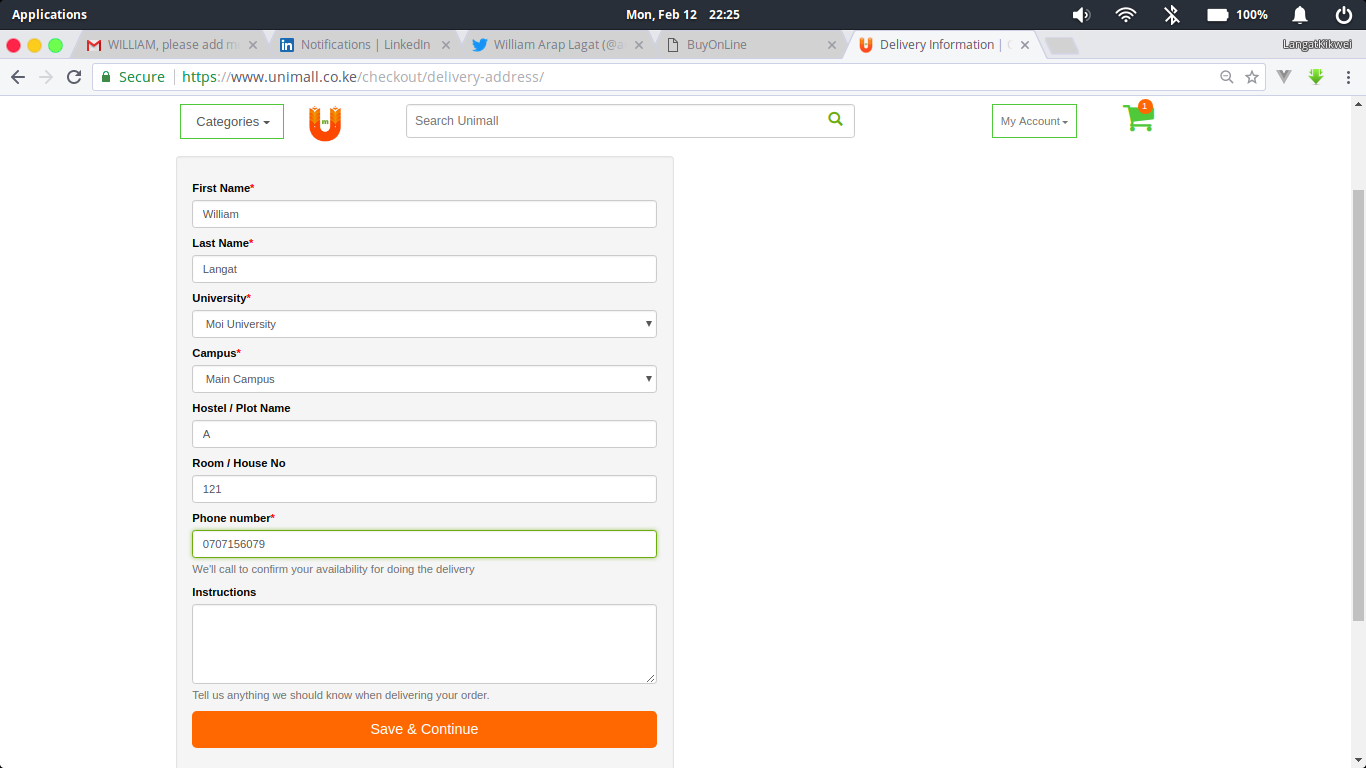 Applications
Mon, Feb 12 22:25
100%
WILLIAM, please add m
Notifications | LinkedIn
William Arap Lagat (@a
BuyOnLine
Delivery Information |
LangatKikwei
Secure
https://www.unimall.co.ke/checkout/delivery-address/
Categories
m
Search Unimall
My Account
1
First Name*
William
Last Name*
Langat
University*
Moi University
Campus*
Main Campus
Hostel / Plot Name
A
Room / House No
121
Phone number*
0707156079
We'll call to confirm your availability for doing the delivery
Instructions
Tell us anything we should know when delivering your order.
Save & Continue